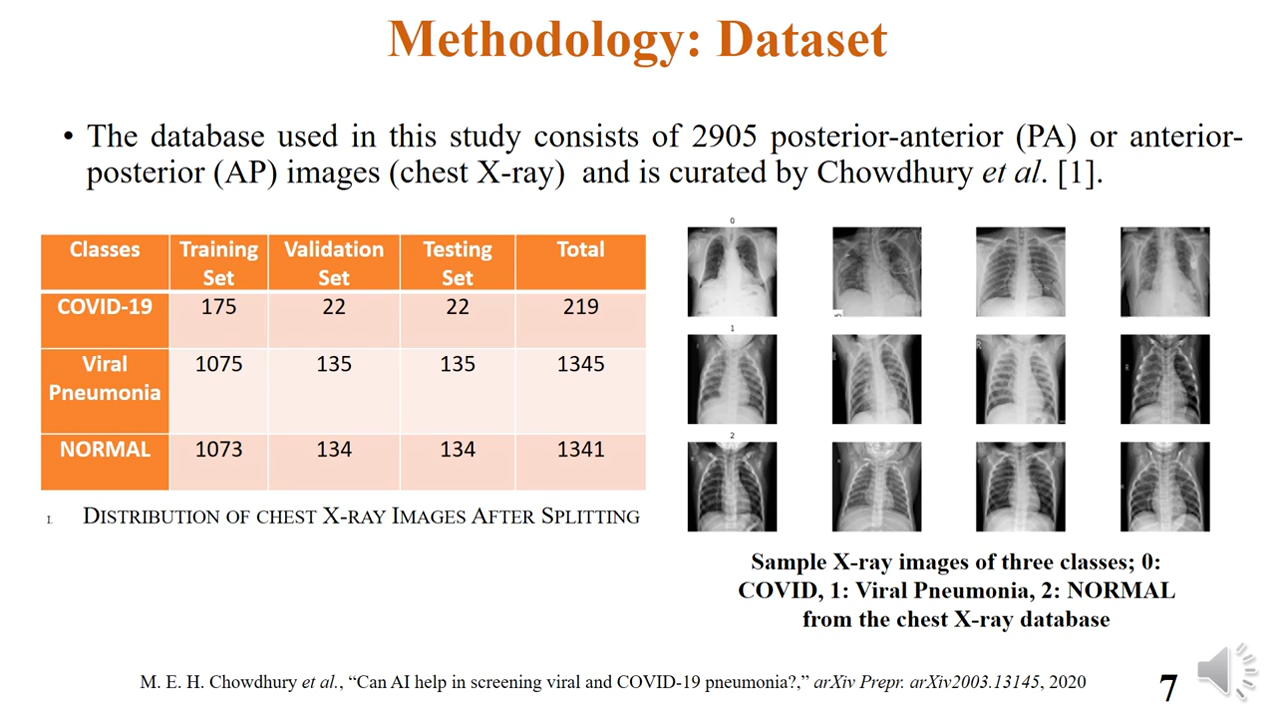 Methodology: Dataset
• The database used in this study consists of 2905 posterior-anterior (PA) or anterior-
posterior (AP) images (chest X-ray) and is curated by Chowdhury et al. [1].
Classes Training Set Validation Set Testing Set Total
COVID-19 175 22 22 219
Viral Pneumonia 1075 135 135 1345
NORMAL 1073 134 134 1341
I. DISTRIBUTION OF CHEST X-RAY IMAGES AFTER SPLITTING
0
1
2
Sample X-ray images of three classes; 0:
COVID, 1: Viral Pneumonia, 2: NORMAL
from the chest X-ray database
M. E. H. Chowdhury et al., “Can AI help in screening viral and COVID-19 pneumonia?,” arXiv Prepr. arXiv2003.13145, 2020
7